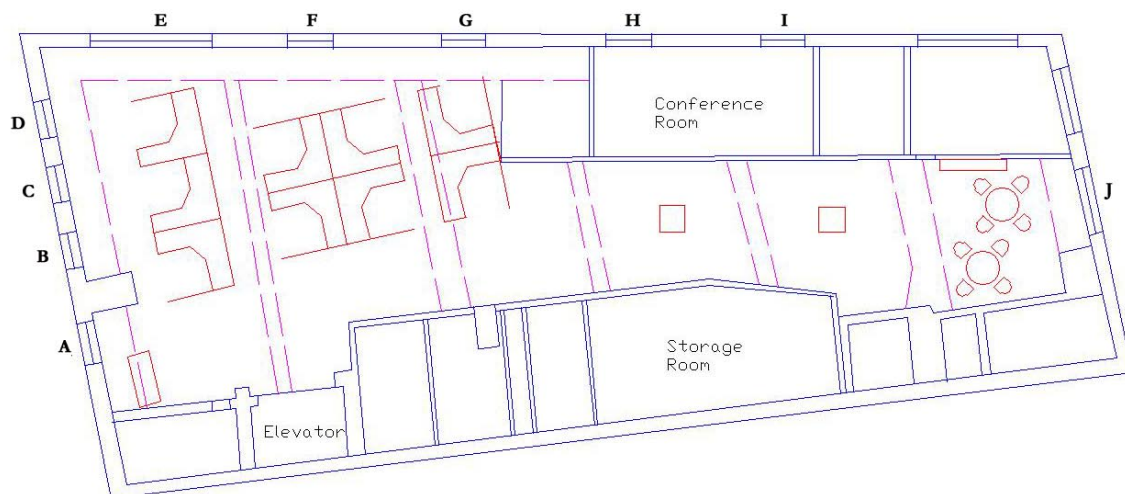 E F G H I
D
Conference
Room
C
J
B
A
Storage
Room
Elevator